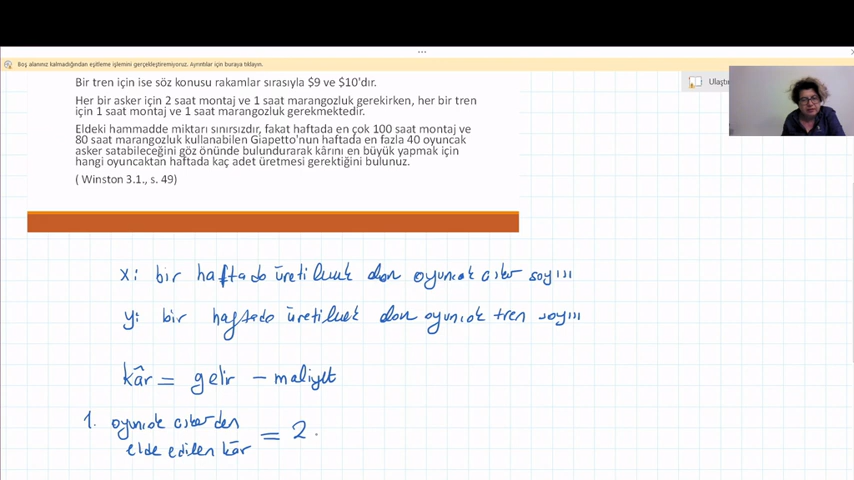 Boş alanınız kalmadığından eşitleme işlemini gerçekleştiremiyoruz. Ayrıntılar için buraya tıklayın.
Ulaştır
Bir tren için ise söz konusu rakamlar sırasıyla $9 ve $10'dır.
Her bir asker için 2 saat montaj ve 1 saat marangozluk gerekirken, her bir tren
için 1 saat montaj ve 1 saat marangozluk gerekmektedir.
Eldeki hammadde miktarı sınırsızdır, fakat haftada en çok 100 saat montaj ve
80 saat marangozluk kullanabilen Giapetto'nun haftada en fazla 40 oyuncak
asker satabileceğini göz önünde bulundurarak kârını en büyük yapmak için
hangi oyuncaktan haftada kaç adet üretmesi gerektiğini bulunuz.
( Winston 3.1., s. 49)
x: bir haftada üretilecek olan oyuncak asker sayısı
y: bir haftada üretilecek olan oyuncak tren sayısı
kâr = gelir - maliyet
1. oyuncak askerden
elde edilen kâr = 2